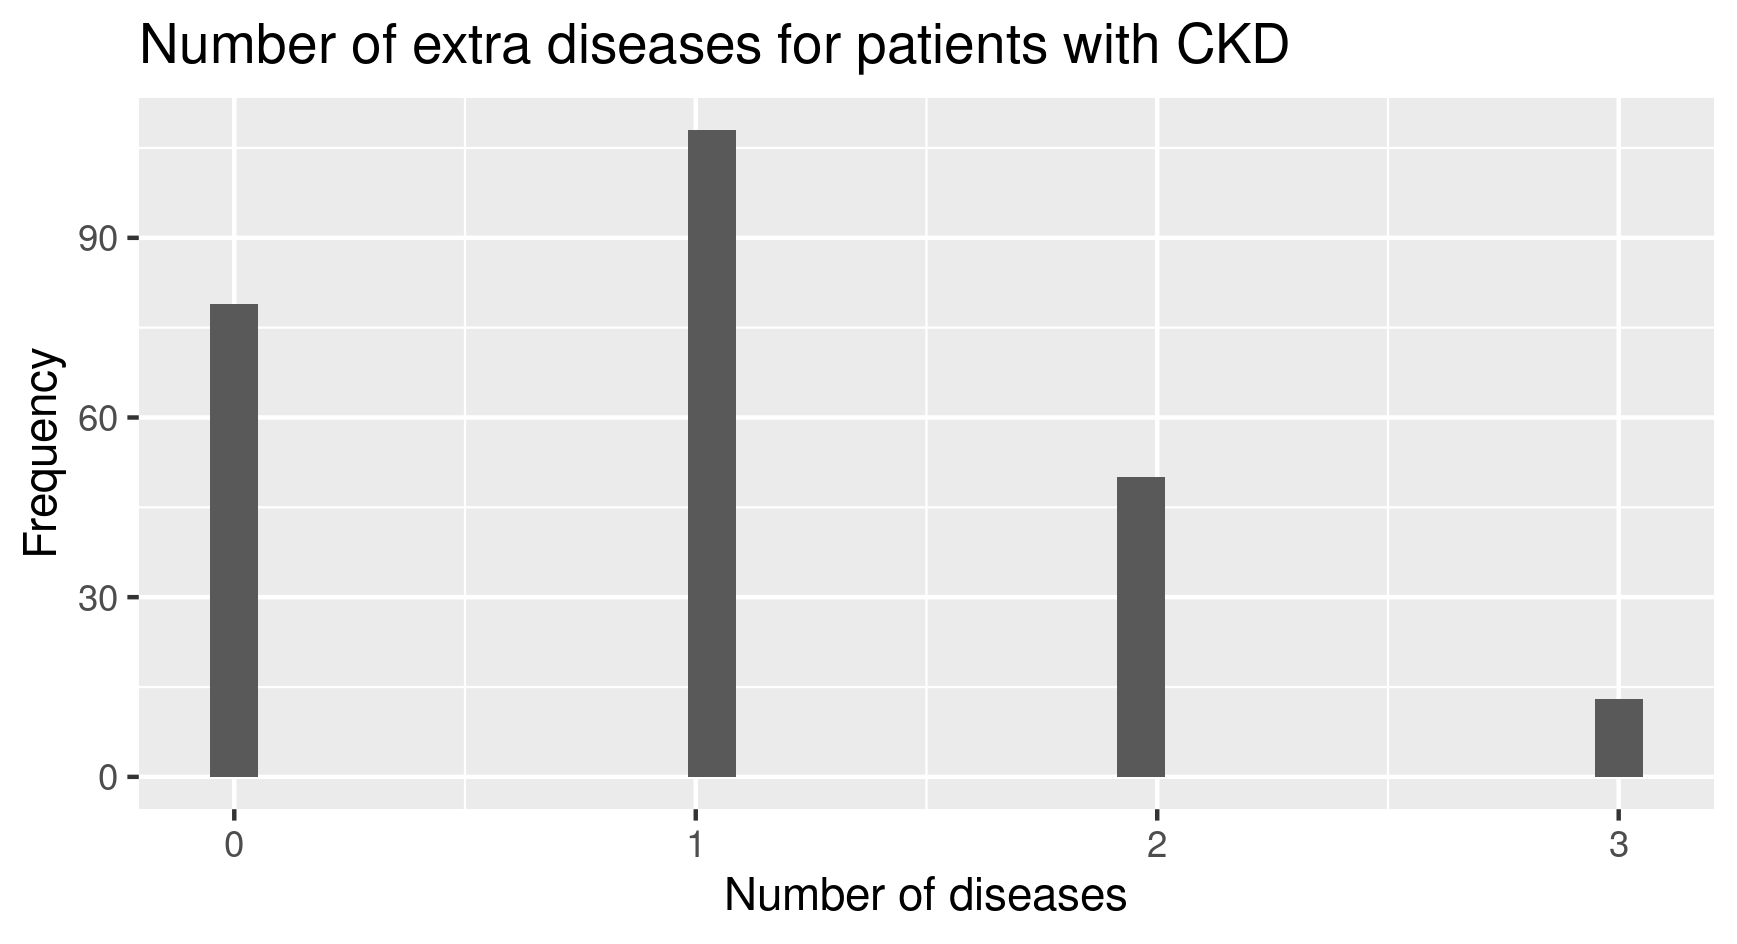 Number of extra diseases for patients with CKD
Frequency
90
60
30
0
0 1 2 3
Number of diseases